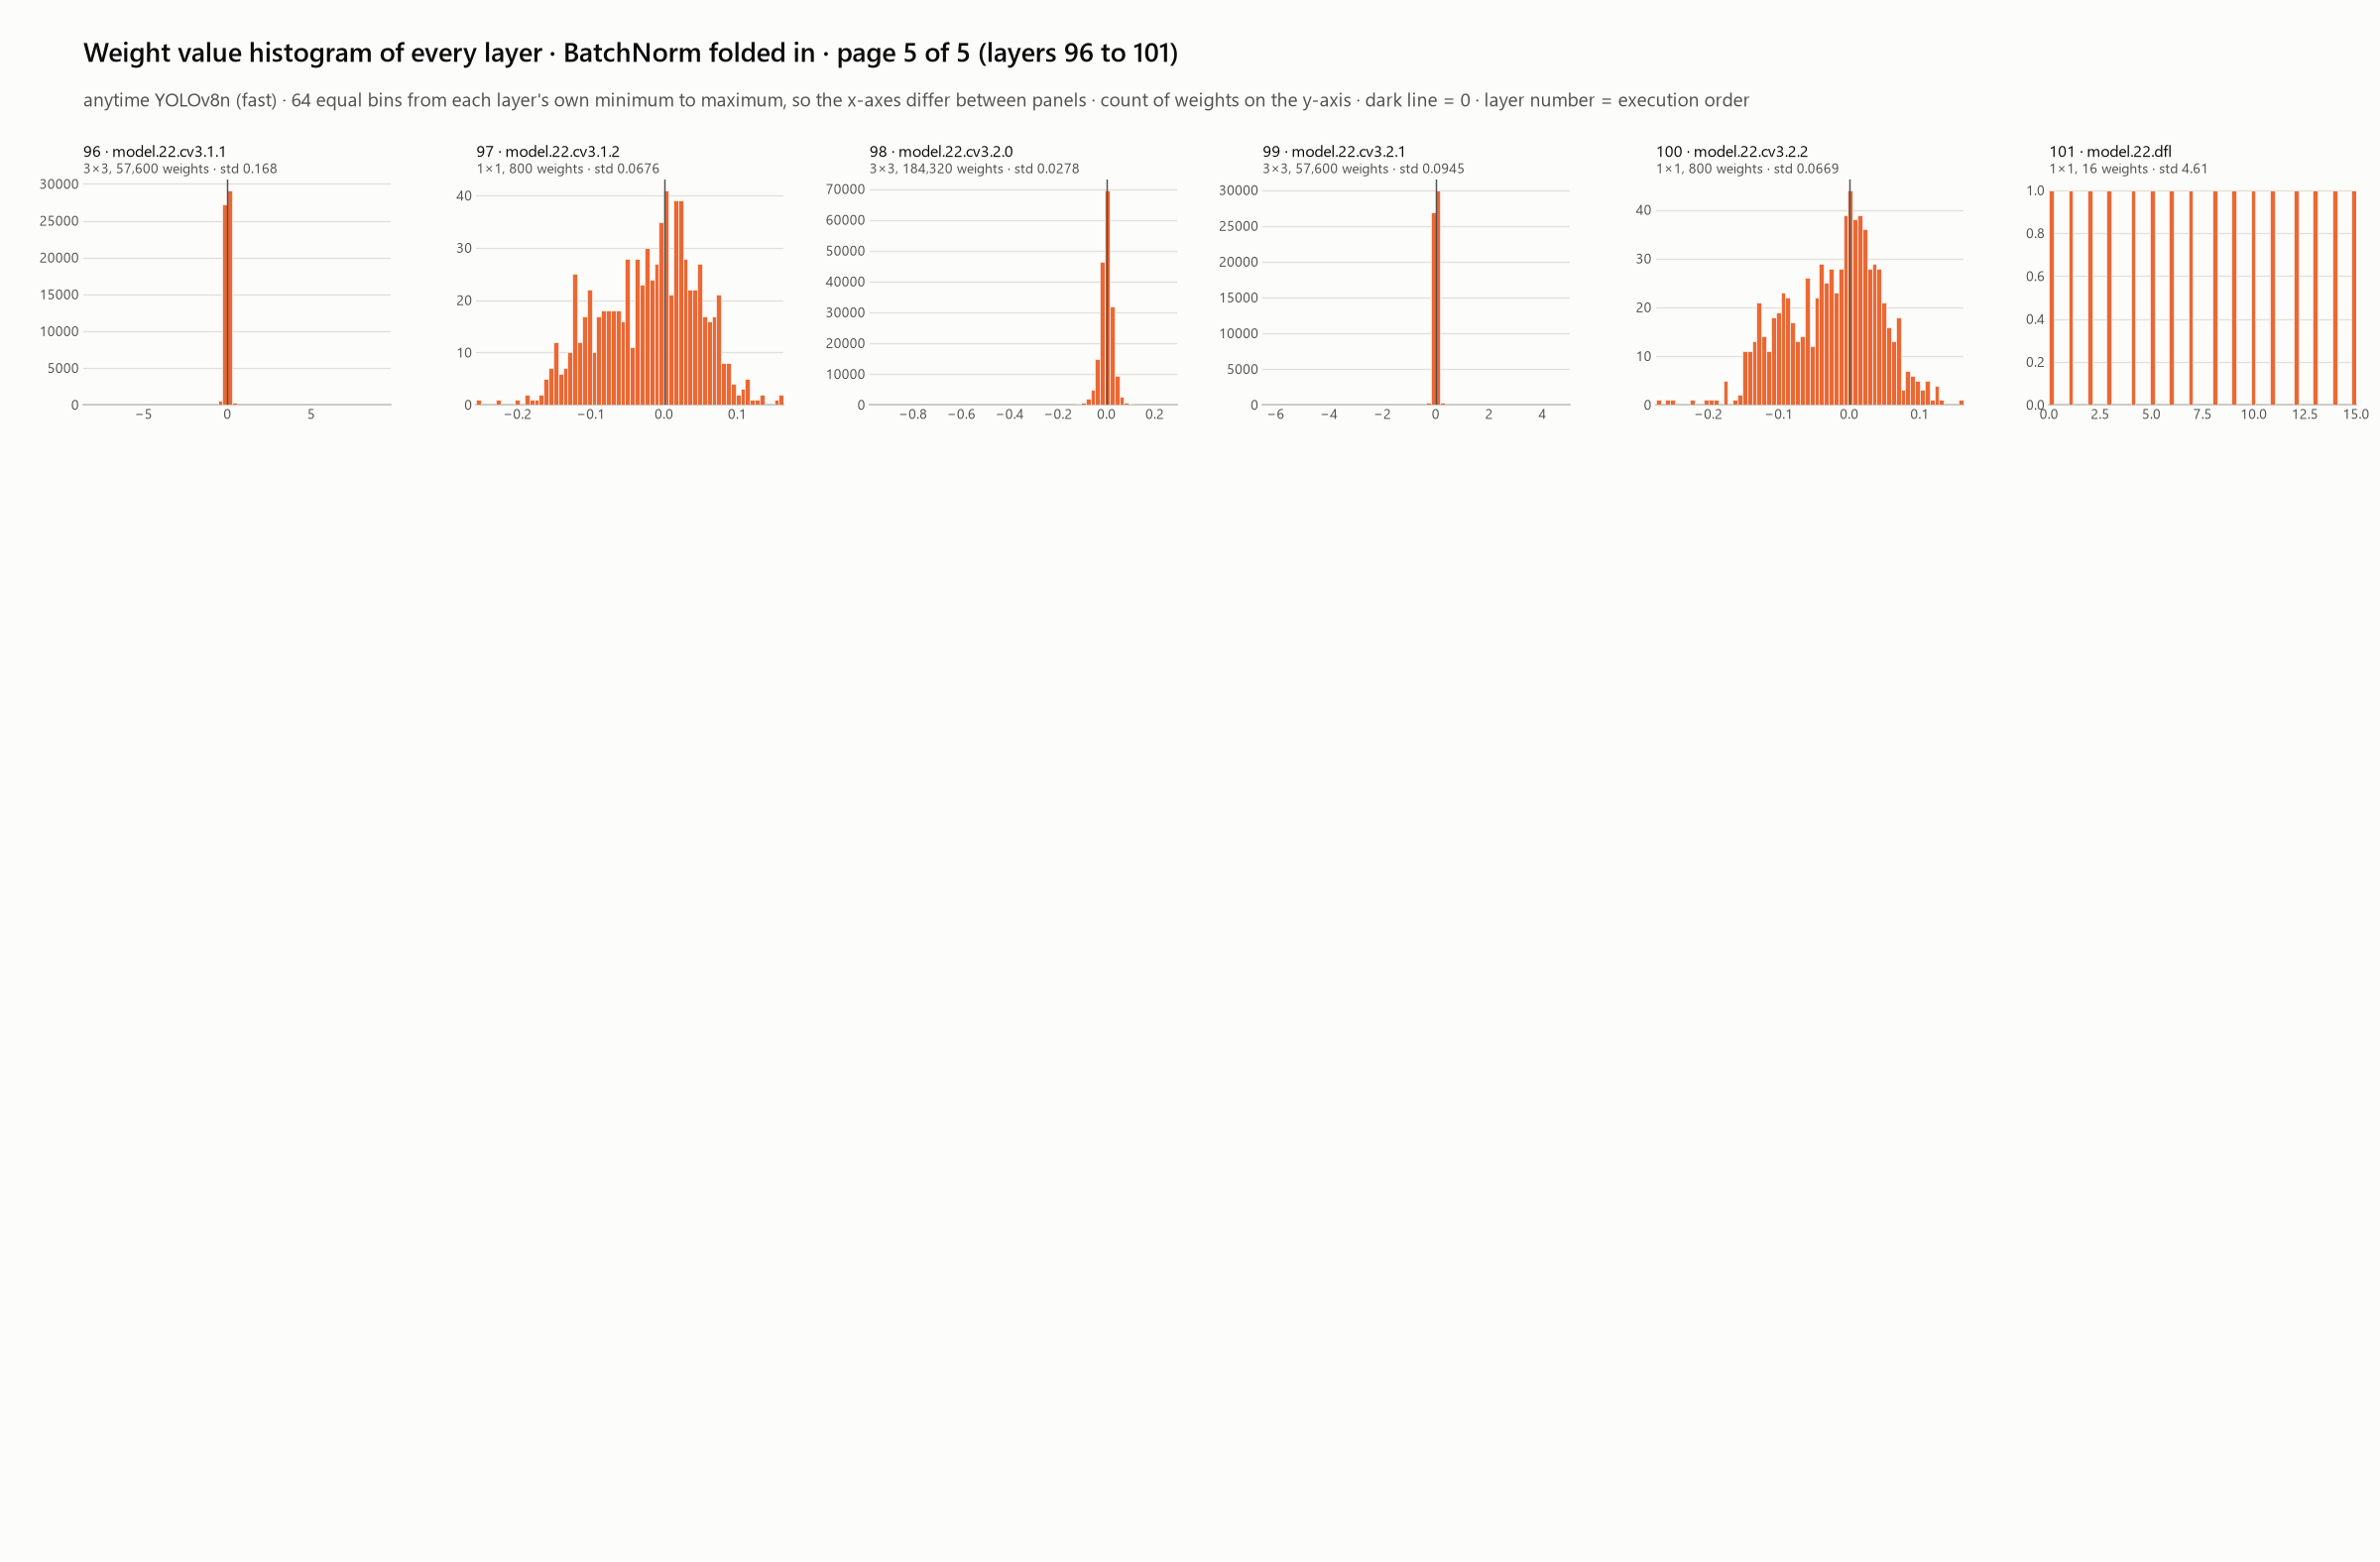 Weight value histogram of every layer · BatchNorm folded in · page 5 of 5 (layers 96 to 101)
anytime YOLOv8n (fast) · 64 equal bins from each layer's own minimum to maximum, so the x-axes differ between panels · count of weights on the y-axis · dark line = 0 · layer number = execution order
96 · model.22.cv3.1.1
3×3, 57,600 weights · std 0.168
30000
25000
20000
15000
10000
5000
0
−5 0 5
97 · model.22.cv3.1.2
1×1, 800 weights · std 0.0676
40
30
20
10
0
−0.2 −0.1 0.0 0.1
98 · model.22.cv3.2.0
3×3, 184,320 weights · std 0.0278
70000
60000
50000
40000
30000
20000
10000
0
−0.8 −0.6 −0.4 −0.2 0.0 0.2
99 · model.22.cv3.2.1
3×3, 57,600 weights · std 0.0945
30000
25000
20000
15000
10000
5000
0
−6 −4 −2 0 2 4
100 · model.22.cv3.2.2
1×1, 800 weights · std 0.0669
40
30
20
10
0
−0.2 −0.1 0.0 0.1
101 · model.22.dfl
1×1, 16 weights · std 4.61
1.0
0.8
0.6
0.4
0.2
0.0
0.0 2.5 5.0 7.5 10.0 12.5 15.0